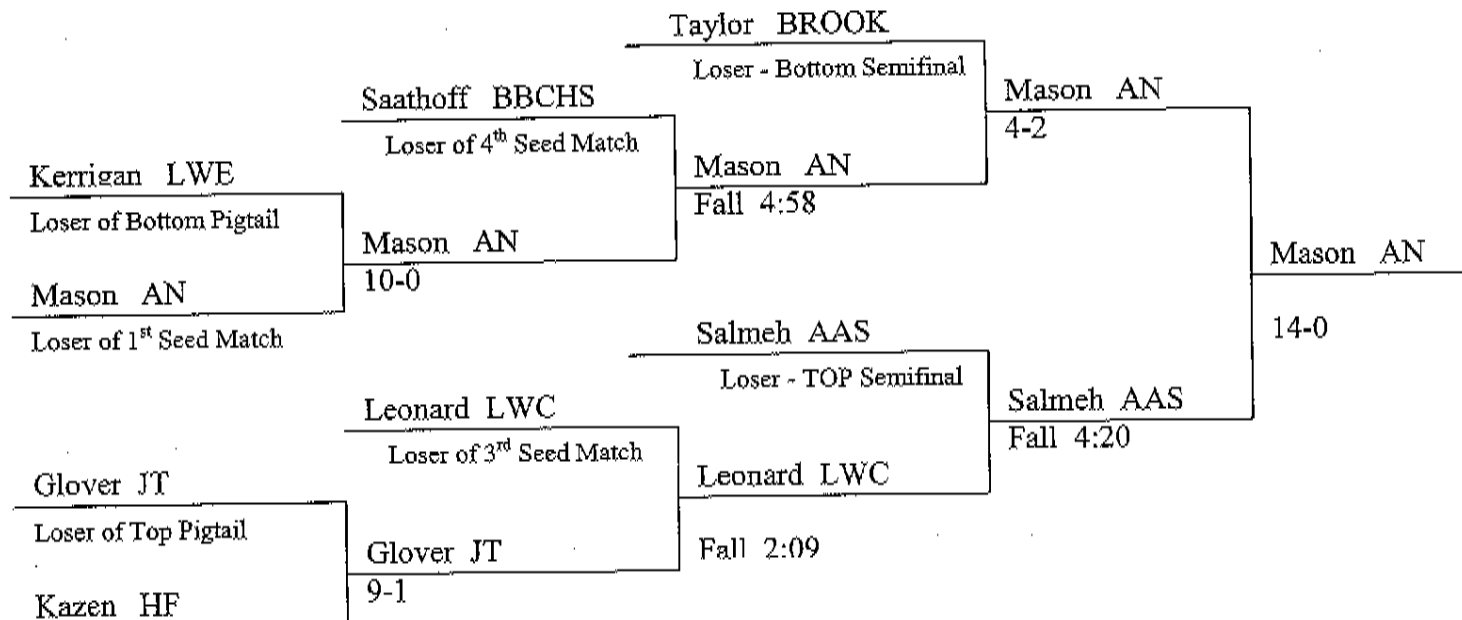 Taylor BROOK
Loser - Bottom Semifinal
Saathoff BBCHS
Mason AN
Loser of 4th Seed Match
4-2
Kerrigan LWE
Mason AN
Fall 4:58
Loser of Bottom Pigtail
Mason AN
Mason AN
10-0
Mason AN
Loser of 1st Seed Match
14-0
Salmeh AAS
Loser - TOP Semifinal
Leonard LWC
Salmeh AAS
Fall 4:20
Loser of 3rd Seed Match
Glover JT
Leonard LWC
Loser of Top Pigtail
Glover JT
Fall 2:09
9-1
Kazen HF